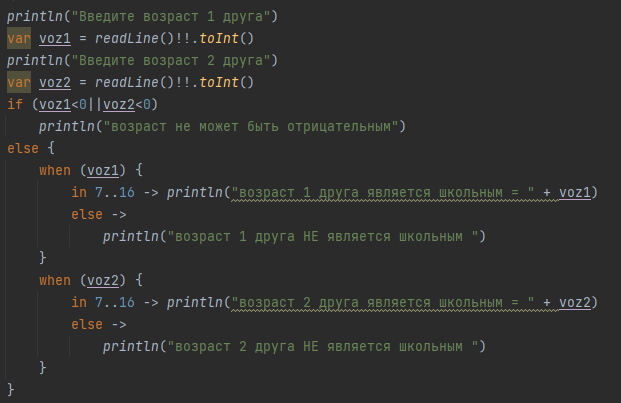 println("Введите возраст 1 друга")
var voz1 = readLine()!!.toInt()
println("Введите возраст 2 друга")
var voz2 = readLine()!!.toInt()
if (voz1<0||voz2<0)
    println("возраст не может быть отрицательным")
else {
    when (voz1) {
        in 7..16 -> println("возраст 1 друга является школьным = " + voz1)
        else ->
            println("возраст 1 друга НЕ является школьным ")
    }
    when (voz2) {
        in 7..16 -> println("возраст 2 друга является школьным = " + voz2)
        else ->
            println("возраст 2 друга НЕ является школьным ")
    }
}